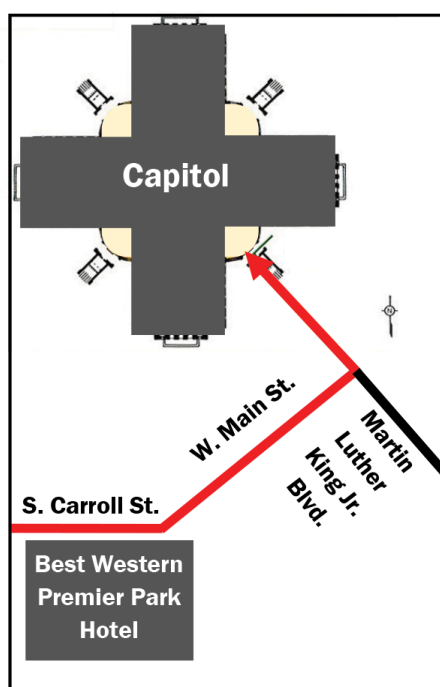 Capitol
N
W. Main St.
Martin
Luther
King Jr.
Blvd.
S. Carroll St.
Best Western
Premier Park
Hotel